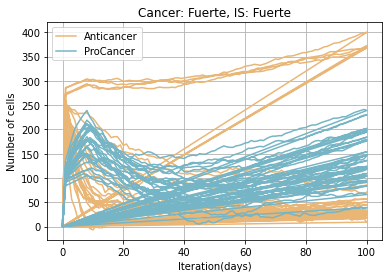 Cancer: Fuerte, IS: Fuerte
Anticancer
ProCancer
Number of cells
400
350
300
250
200
150
100
50
0
0 20 40 60 80 100
Iteration(days)